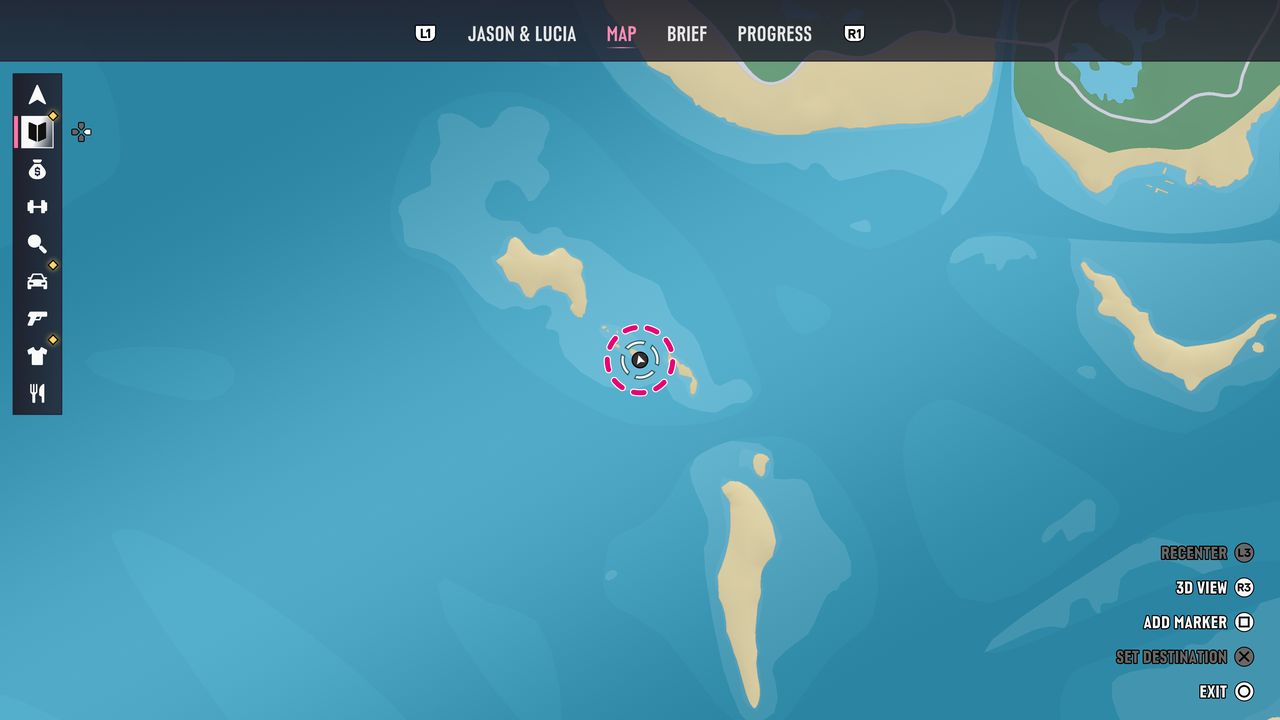 L1 JASON & LUCIA MAP BRIEF PROGRESS R1
$
RECENTER L3
3D VIEW R3
ADD MARKER
SET DESTINATION
EXIT